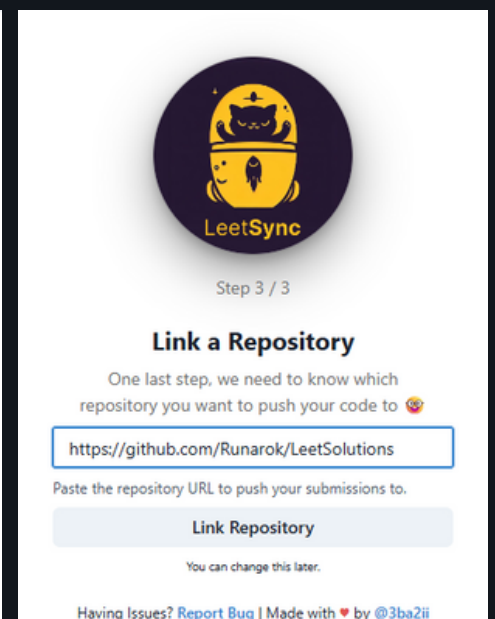 LeetSync
Step 3 / 3
Link a Repository
One last step, we need to know which
repository you want to push your code to 🤓
https://github.com/Runarok/LeetSolutions
Paste the repository URL to push your submissions to.
Link Repository
You can change this later.
Having Issues? Report Bug | Made with ♥ by @3ba2ii